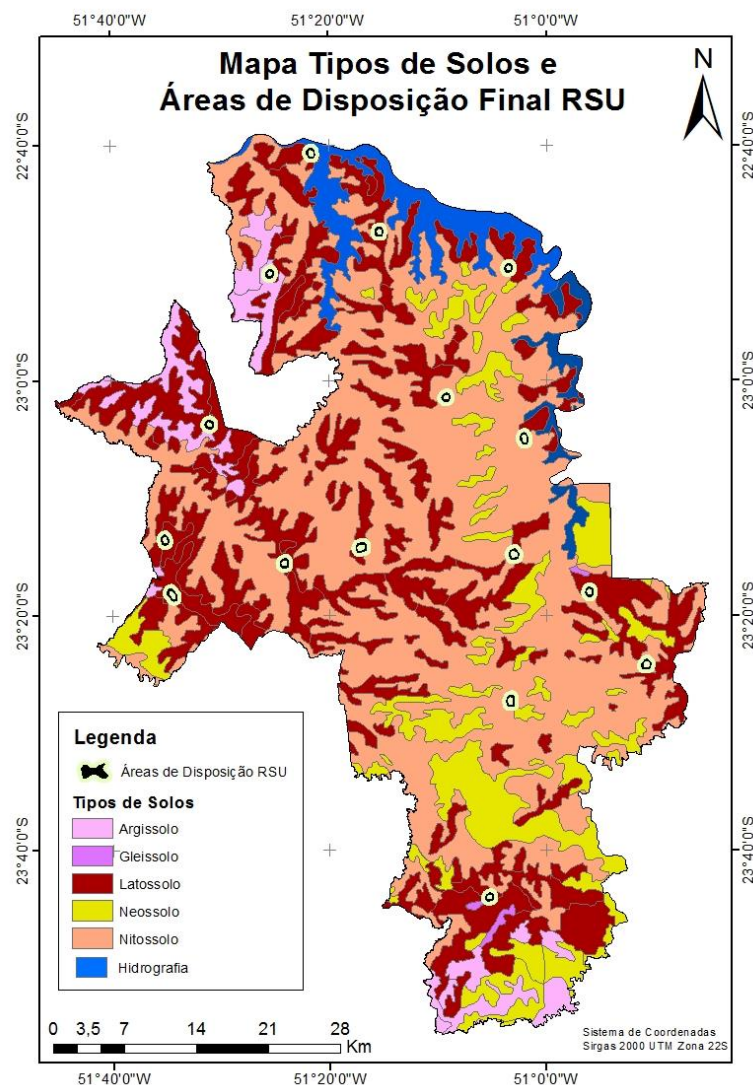 51°40'0"W
51°20'0"W
51°0'0"W
Mapa Tipos de Solos e
Áreas de Disposição Final RSU
N
22°40'0"S
22°40'0"S
23°0'0"S
23°0'0"S
23°20'0"S
23°20'0"S
23°40'0"S
23°40'0"S
Legenda
Áreas de Disposição RSU
Tipos de Solos
Argissolo
Gleissolo
Latossolo
Neossolo
Nitossolo
Hidrografia
0 3,5 7 14 21 28
Km
Sistema de Coordenadas
Sirgas 2000 UTM Zona 22S
51°40'0"W
51°20'0"W
51°0'0"W